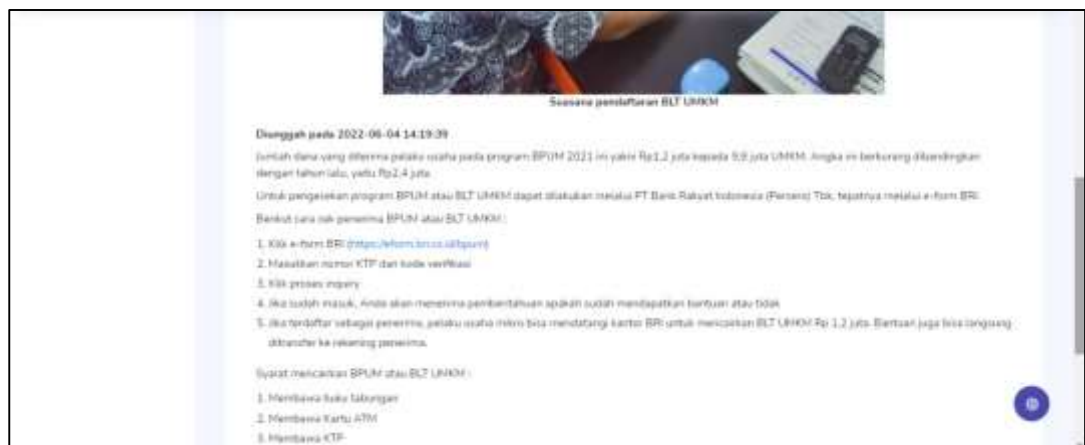 Suasana pendaftaran BLT UMKM
Diunggah pada 2022-06-04 14:19:39
Jumlah dana yang diterima pelaku usaha pada program BPUM 2021 ini yakni Rp1,2 juta kepada 9,8 juta UMKM. Angka ini berkurang dibandingkan
dengan tahun lalu, yaitu Rp2,4 juta.
Untuk pengecekan program BPUM atau BLT UMKM dapat dilakukan melalui PT Bank Rakyat Indonesia (Persero) Tbk, tepatnya melalui e-form BRI.
Berikut cara cek penerima BPUM atau BLT UMKM :
1. Klik e-form BRI (https://eform.bri.co.id/bpum)
2. Masukkan nomor KTP dan kode verifikasi
3. Klik proses inquiry
4. Jika sudah masuk, Anda akan menerima pemberitahuan apakah sudah mendapatkan bantuan atau tidak
5. Jika terdaftar sebagai penerima, pelaku usaha mikro bisa mendatangi kantor BRI untuk mencairkan BLT UMKM Rp 1,2 juta. Bantuan juga bisa langsung
ditransfer ke rekening penerima.
Syarat mencairkan BPUM atau BLT UMKM :
1. Membawa buku tabungan
2. Membawa Kartu ATM
3. Membawa KTP